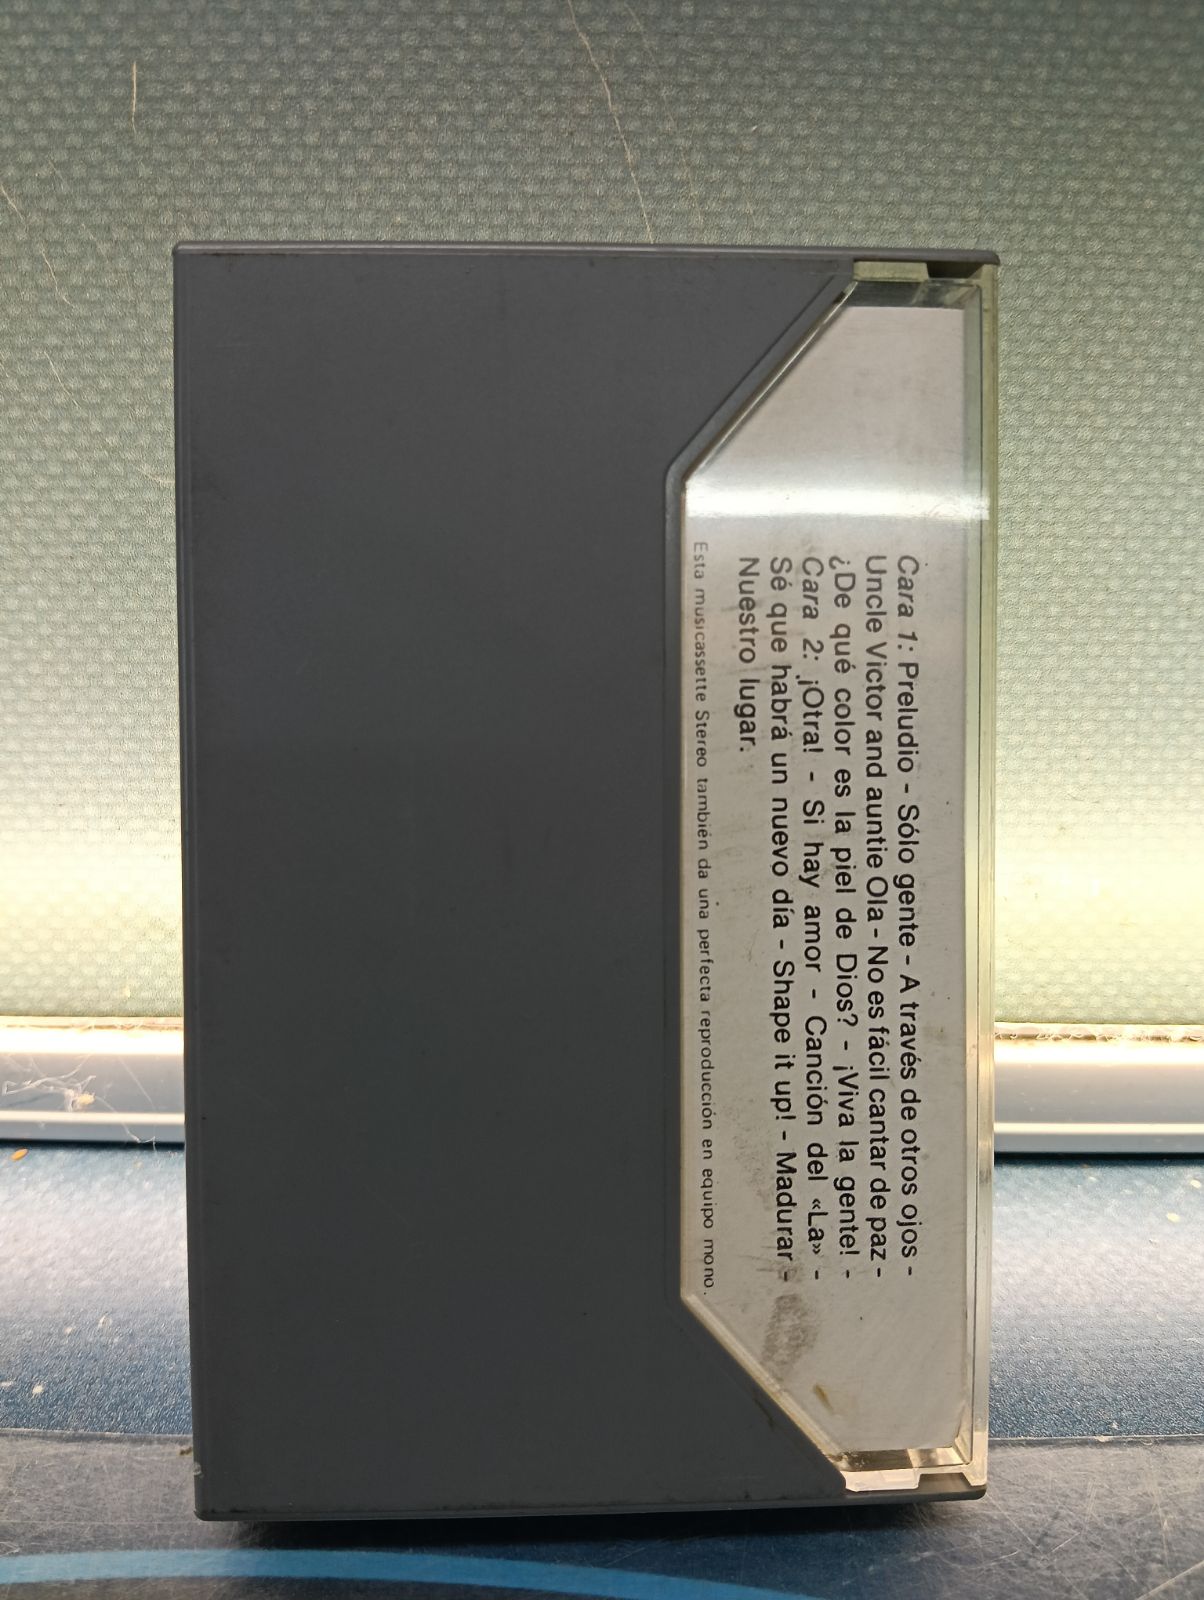 Cara 1: Preludio - Sólo gente - A través de otros ojos -
Uncle Victor and auntie Ola - No es fácil cantar de paz -
¿De qué color es la piel de Dios? - ¡Viva la gente! -
Cara 2: ¡Otra! - Si hay amor - Canción del «La» -
Sé que habrá un nuevo día - Shape it up! - Madurar -
Nuestro lugar.
Esta musicassette Stereo también da una perfecta reproducción en equipo mono.